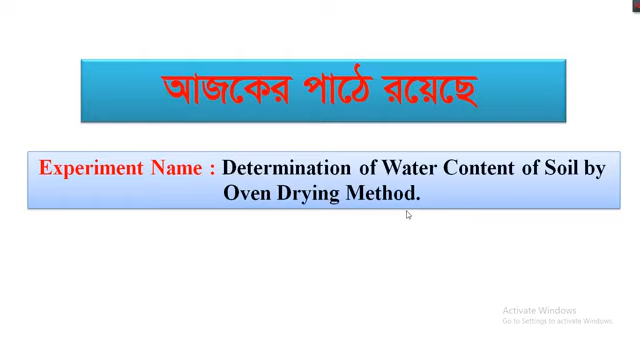 আজকের পাঠে রয়েছে
Experiment Name : Determination of Water Content of Soil by
Oven Drying Method.
Activate Windows
Go to Settings to activate Windows.